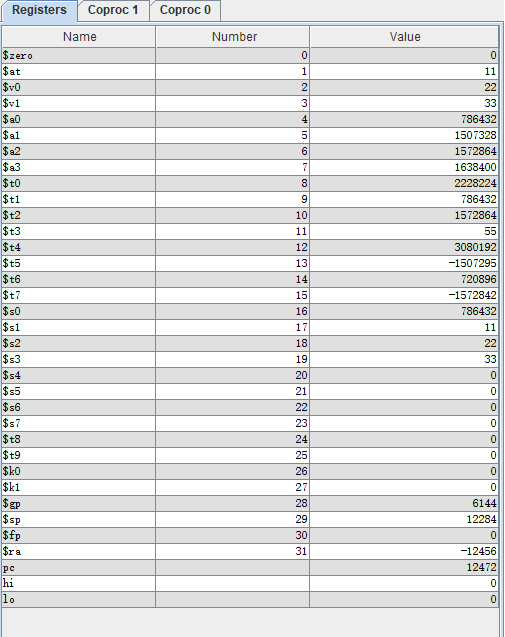 Registers Coproc 1 Coproc 0
Name Number Value
$zero 0 0
$at 1 11
$v0 2 22
$v1 3 33
$a0 4 786432
$a1 5 1507328
$a2 6 1572864
$a3 7 1638400
$t0 8 2228224
$t1 9 786432
$t2 10 1572864
$t3 11 55
$t4 12 3080192
$t5 13 -1507295
$t6 14 720896
$t7 15 -1572842
$s0 16 786432
$s1 17 11
$s2 18 22
$s3 19 33
$s4 20 0
$s5 21 0
$s6 22 0
$s7 23 0
$t8 24 0
$t9 25 0
$k0 26 0
$k1 27 0
$gp 28 6144
$sp 29 12284
$fp 30 0
$ra 31 -12456
pc 12472
hi 0
lo 0